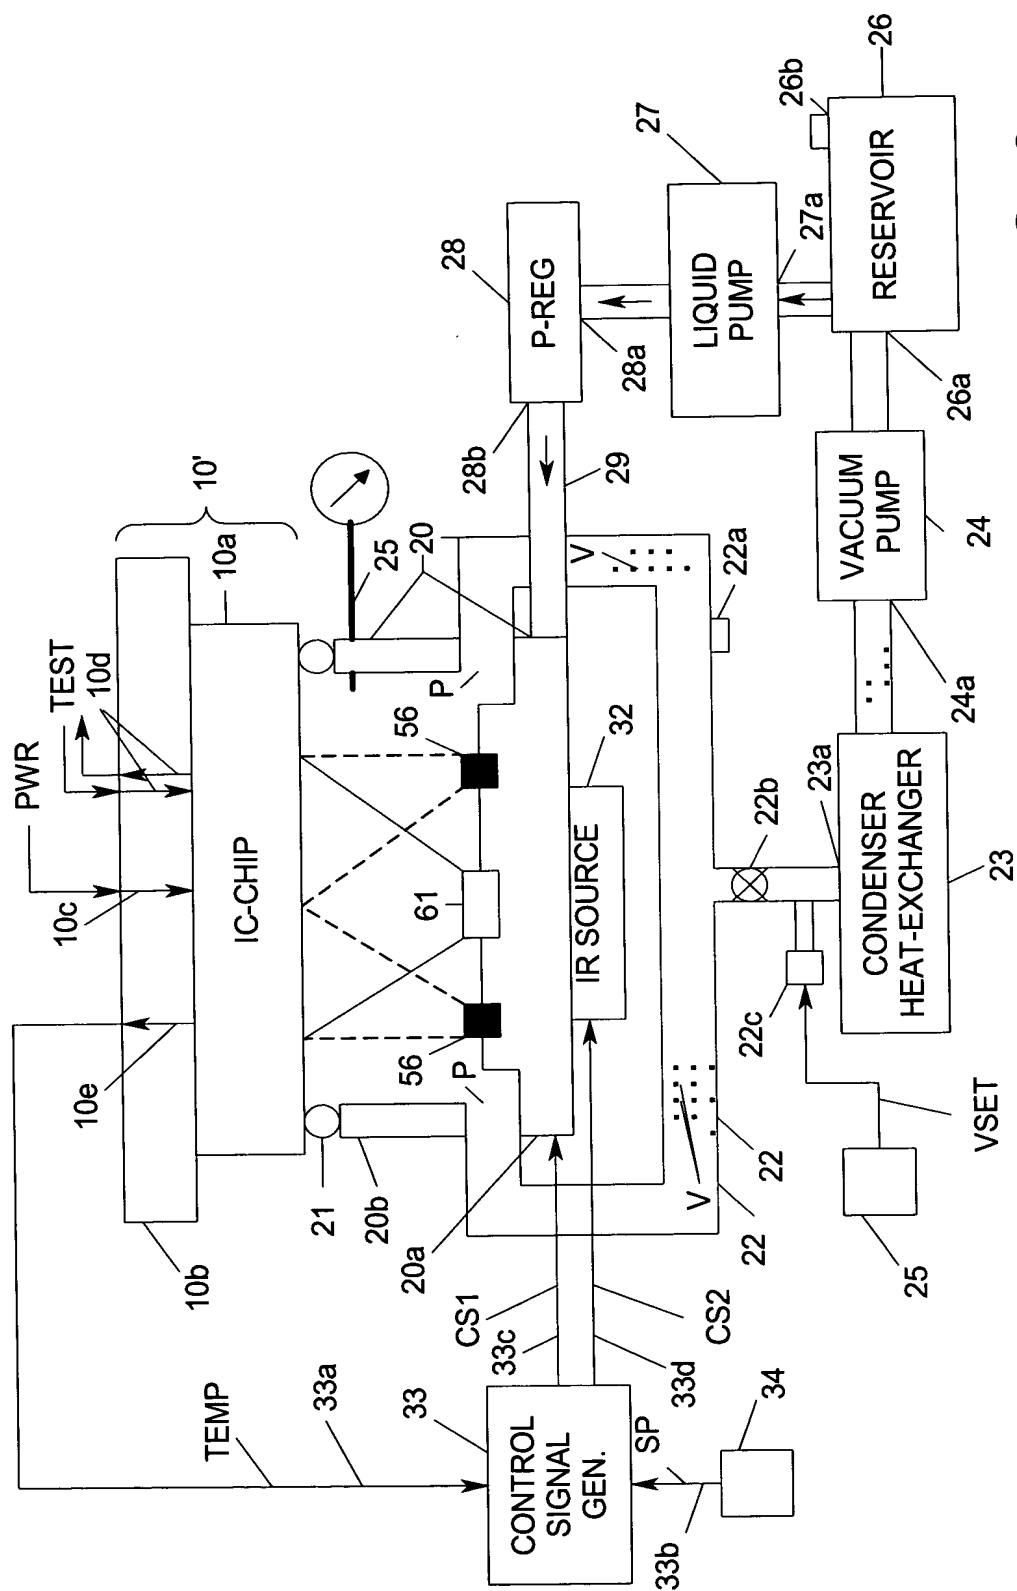 TEMP
33a
33
CONTROL
SIGNAL
GEN.
SP
33b
34
33c
33d
CS1
CS2
10b
10e
10c
PWR
TEST
10d
10a
10'
IC-CHIP
21
20b
20a
20
25
56
56
P
P
61
IR SOURCE
32
V
V
22
22
22a
22b
22c
VSET
25
23a
CONDENSER
HEAT-EXCHANGER
23
24a
VACUUM
PUMP
24
26a
RESERVOIR
26b
26
27a
LIQUID
PUMP
27
28a
P-REG
28
28b
29